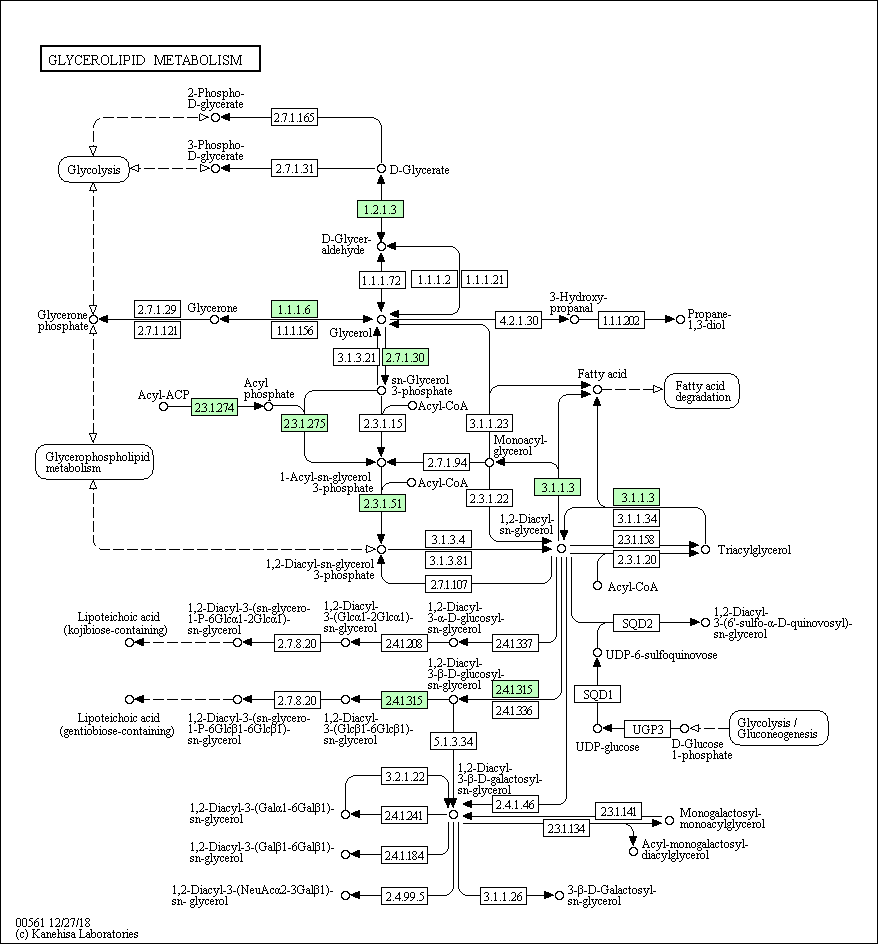 GLYCEROLIPID METABOLISM
2-Phospho-
D-glycerate
2.7.1.165
3-Phospho-
D-glycerate
Glycolysis
2.7.1.31
D-Glycerate
1.2.1.3
D-Glycer-
aldehyde
1.1.1.72
1.1.1.2
1.1.1.21
Glycerone
phosphate
2.7.1.29
2.7.1.121
Glycerone
1.1.1.6
1.1.1.156
Glycerol
4.2.1.30
3-Hydroxy-
propanal
1.1.1202
Propane-
1,3-diol
3.1.3.21
2.7.1.30
Acyl-ACP
2.3.1.274
Acyl
phosphate
sn-Glycerol
3-phosphate
Fatty acid
Fatty acid
degradation
2.3.1.275
2.3.1.15
Acyl-CoA
3.1.1.23
Glycerophospholipid
metabolism
2.7.1.94
Monoacyl-
glycerol
1-Acyl-sn-glycerol
3-phosphate
Acyl-CoA
2.3.1.51
2.3.1.22
3.1.1.3
3.1.1.3
3.1.1.34
1,2-Diacyl-
sn-glycerol
2.3.1.158
2.3.1.20
Triacylglycerol
3.1.3.4
3.1.3.81
2.7.1.107
1,2-Diacyl-sn-glycerol
3-phosphate
Acyl-CoA
Lipoteichoic acid
(kojibiose-containing)
1,2-Diacyl-3-(sn-glycero-
1-P-6Glcα1-2Glcα1)-
sn-glycerol
2.7.8.20
1,2-Diacyl-
3-(Glcα1-2Glcα1)-
sn-glycerol
2.4.1.208
1,2-Diacyl-
3-α-D-glucosyl-
sn-glycerol
2.4.1.337
SQD2
1,2-Diacyl-
3-(6'-sulfo-α-D-quinovosyl)-
sn-glycerol
UDP-6-sulfoquinovose
1,2-Diacyl-
3-β-D-glucosyl-
sn-glycerol
2.7.8.20
2.4.1.315
2.4.1.315
2.4.1.336
SQD1
Lipoteichoic acid
(gentiobiose-containing)
1,2-Diacyl-3-(sn-glycero-
1-P-6Glcβ1-6Glcβ1)-
sn-glycerol
1,2-Diacyl-
3-(Glcβ1-6Glcβ1)-
sn-glycerol
5.1.3.34
UDP-glucose
UGP3
D-Glucose
1-phosphate
Glycolysis /
Gluconeogenesis
1,2-Diacyl-
3-β-D-galactosyl-
sn-glycerol
3.2.1.22
2.4.1.46
1,2-Diacyl-3-(Galα1-6Galβ1)-
sn-glycerol
2.4.1.241
2.3.1.141
2.3.1.134
Monogalactosyl-
monoacylglycerol
1,2-Diacyl-3-(Galβ1-6Galβ1)-
sn-glycerol
2.4.1.184
Acyl-monogalactosyl-
diacylglycerol
1,2-Diacyl-3-(NeuAcα2-3Galβ1)-
sn- glycerol
2.4.99.5
3.1.1.26
3-β-D-Galactosyl-
sn-glycerol
00561 12/27/18
(c) Kanehisa Laboratories